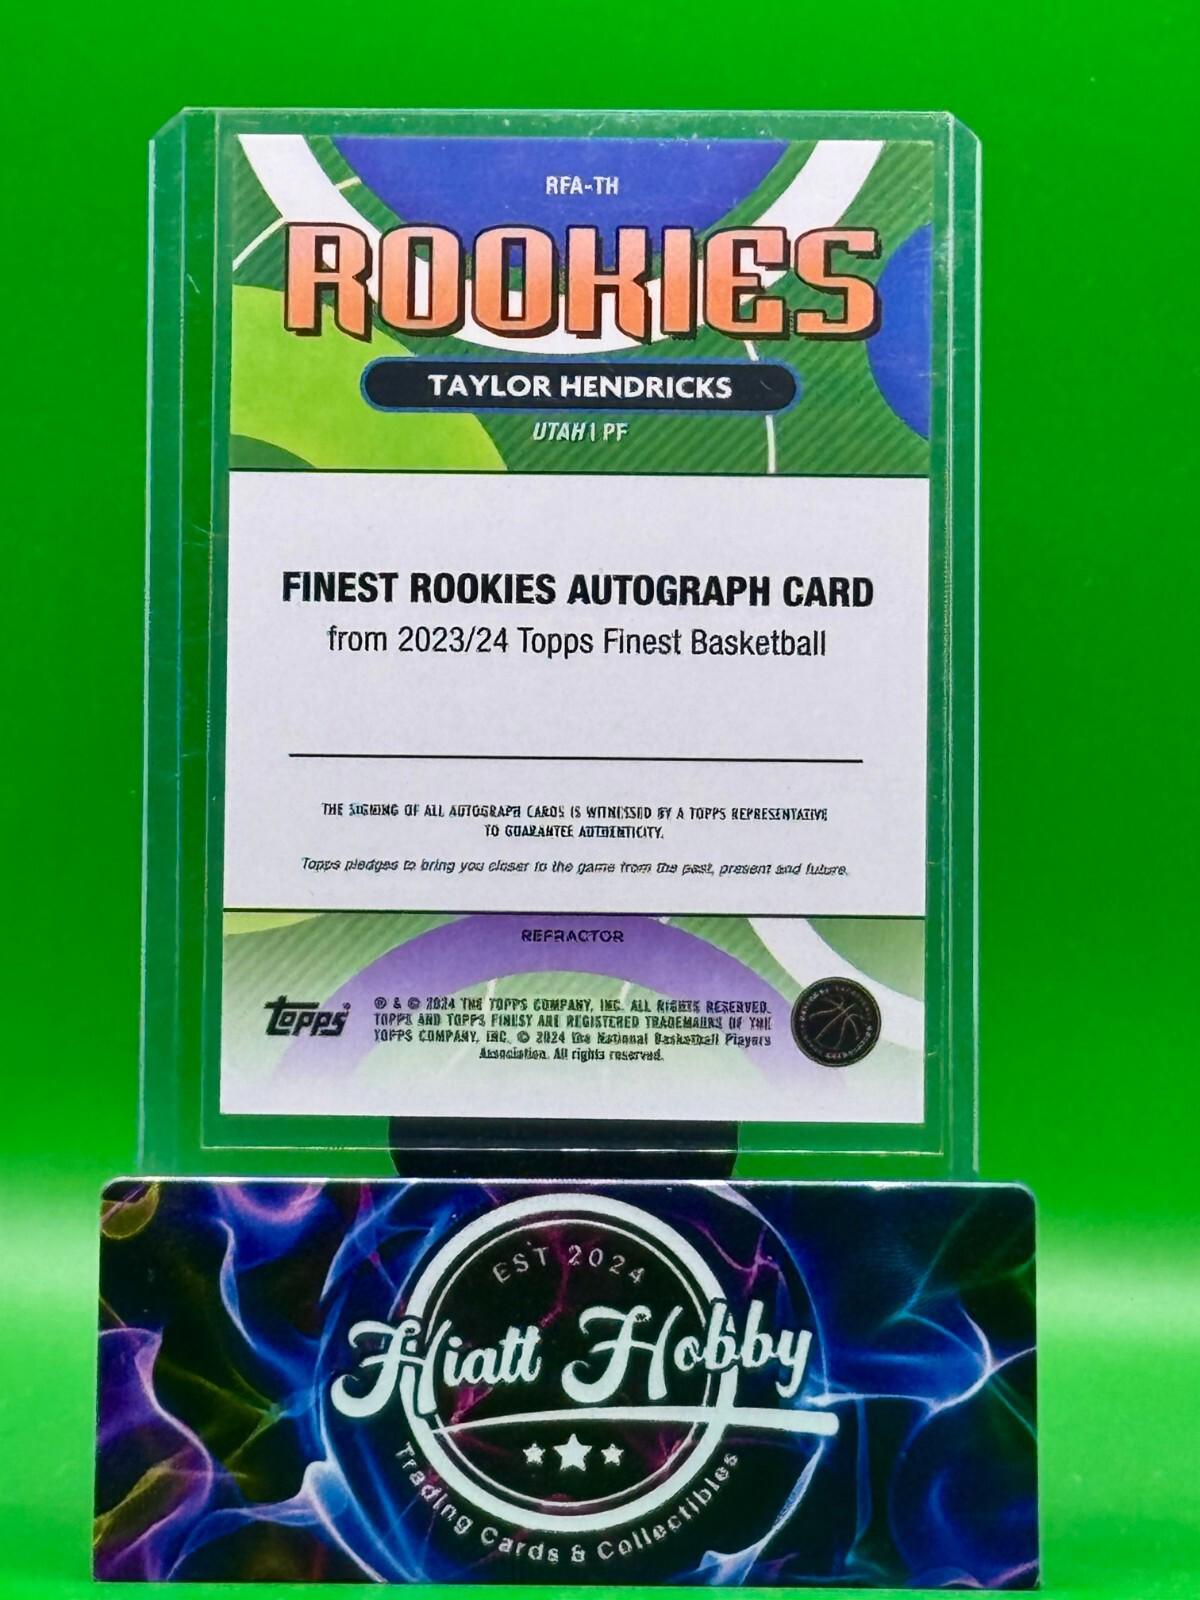 RFA-TH
ROOKIES
TAYLOR HENDRICKS
UTAH | PF
FINEST ROOKIES AUTOGRAPH CARD
from 2023/24 Topps Finest Basketball
THE SIGNING OF ALL AUTOGRAPH CARDS IS WITNESSED BY A TOPPS REPRESENTATIVE
TO GUARANTEE AUTHENTICITY.
Topps pledges to bring you closer to the game from the past, present and future.
REFRACTOR
Topps®
® & © 2024 THE TOPPS COMPANY, INC. ALL RIGHTS RESERVED.
TOPPS AND TOPPS FINEST ARE REGISTERED TRADEMARKS OF THE
TOPPS COMPANY, INC. © 2024 the National Basketball Players
Association. All rights reserved.
EST 2024
Hiatt Hobby
Trading Cards & Collectibles